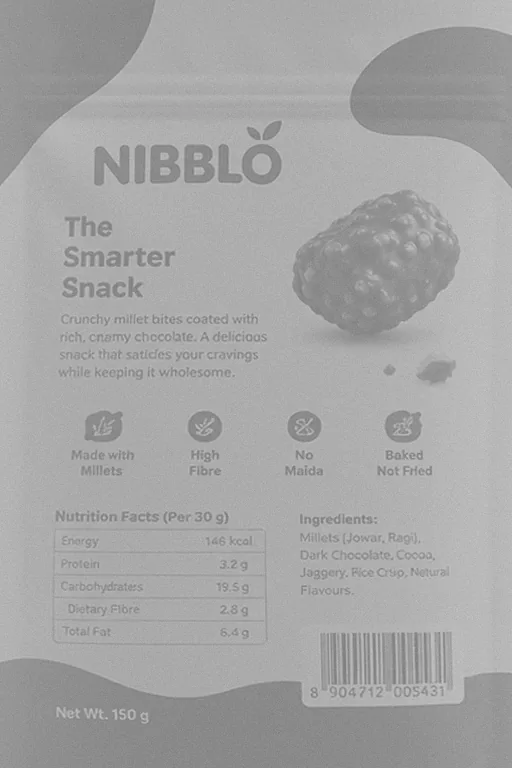 NIBBLO
The
Smarter
Snack
Crunchy millet bites coated with
rich, cramy chocolate. A delicious
snack that saticles your cravings
while keeping it wholesome.
Made with
Millets
High
Fibre
No
Maida
Baked
Not Fried
Nutrition Facts (Per 30 g)
Energy 146 kcal
Protein 3.2 g
Carbohydraters 19.5 g
Dietary Fibre 2.8 g
Total Fat 6.4 g
Ingredients:
Millets (Jowar, Ragi),
Dark Chocolate, Cocoa,
Jaggery, Rice Crisp, Natural
Flavours.
8 904712 005431
Net Wt. 150 g